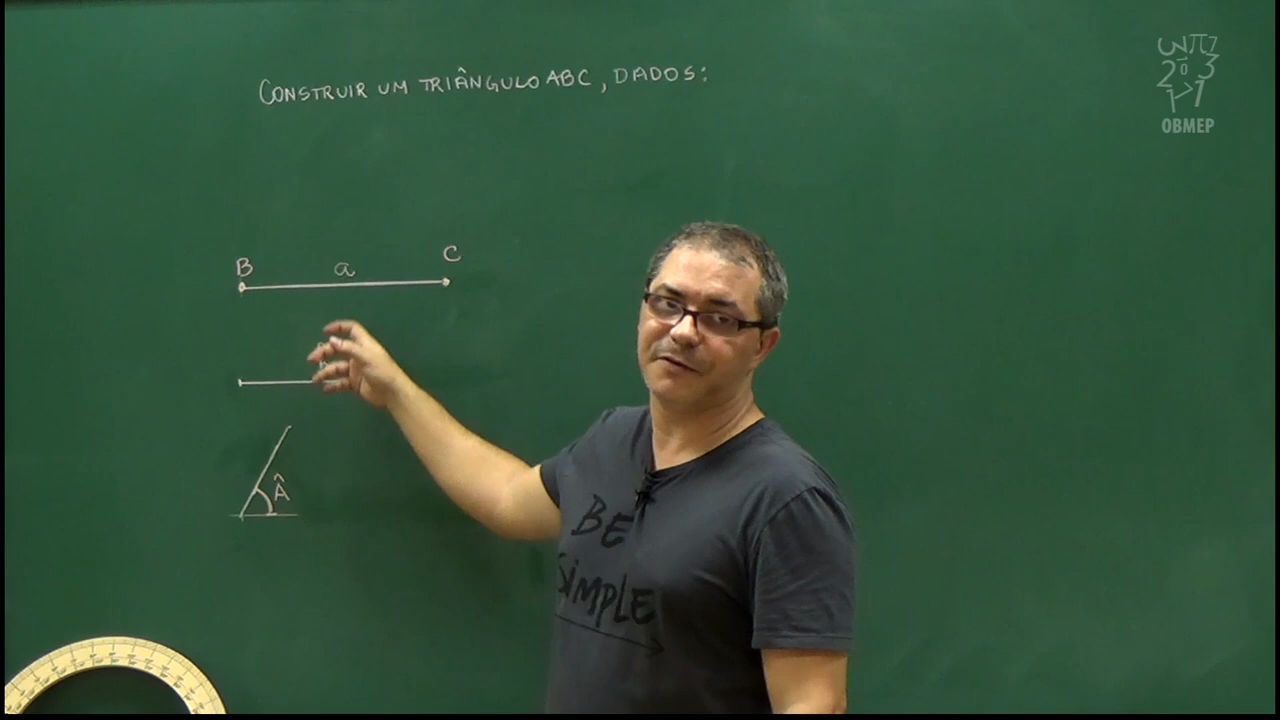 CONSTRUIR UM TRIÂNGULO ABC, DADOS:
B a C
Â
BE
SIMPLE
OBMEP